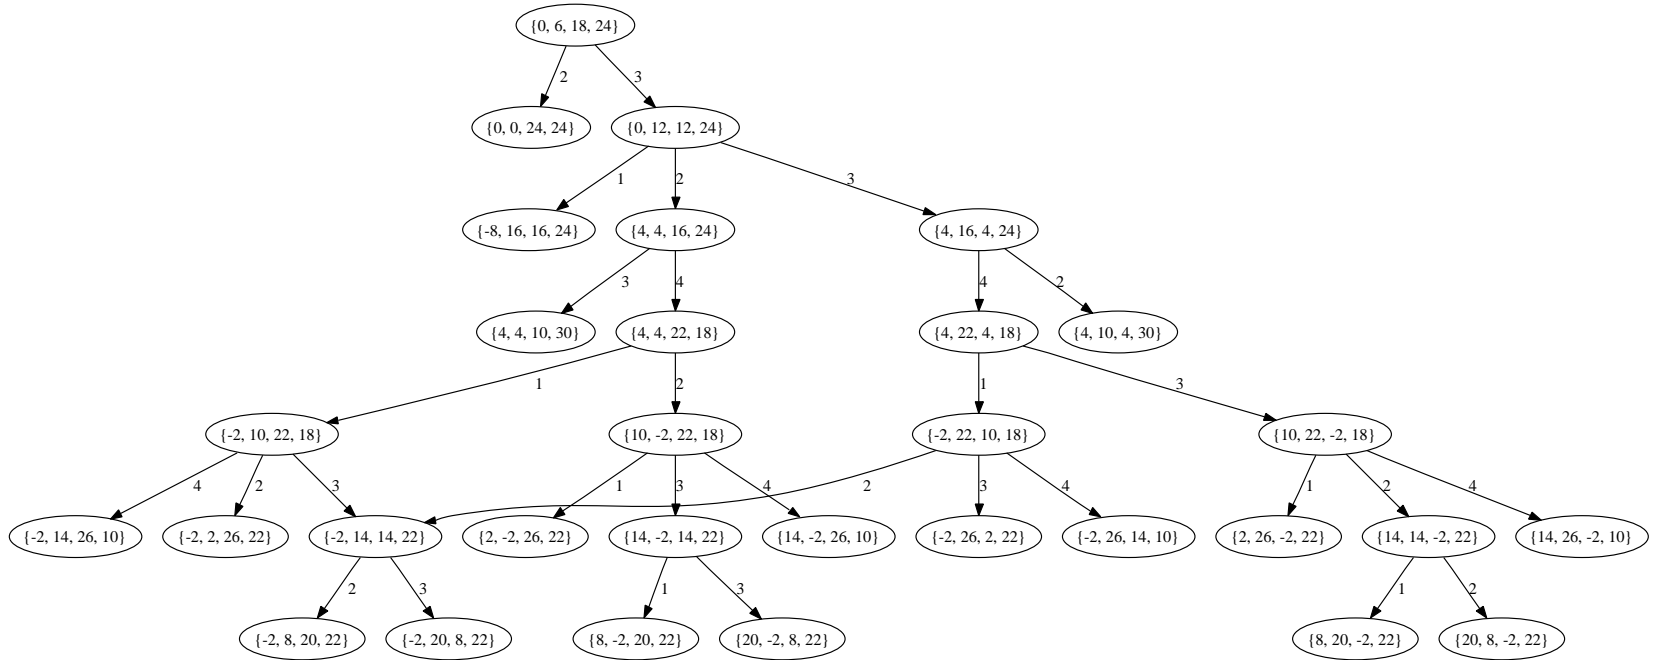 {0, 6, 18, 24}
2
3
{0, 0, 24, 24}
{0, 12, 12, 24}
1
2
3
{-8, 16, 16, 24}
{4, 4, 16, 24}
{4, 16, 4, 24}
3
4
4
2
{4, 4, 10, 30}
{4, 4, 22, 18}
{4, 22, 4, 18}
{4, 10, 4, 30}
1
2
1
3
{-2, 10, 22, 18}
{10, -2, 22, 18}
{-2, 22, 10, 18}
{10, 22, -2, 18}
4
2
3
1
3
4
2
3
4
1
2
4
{-2, 14, 26, 10}
{-2, 2, 26, 22}
{-2, 14, 14, 22}
{2, -2, 26, 22}
{14, -2, 14, 22}
{14, -2, 26, 10}
{-2, 26, 2, 22}
{-2, 26, 14, 10}
{2, 26, -2, 22}
{14, 14, -2, 22}
{14, 26, -2, 10}
2
3
1
3
1
2
{-2, 8, 20, 22}
{-2, 20, 8, 22}
{8, -2, 20, 22}
{20, -2, 8, 22}
{8, 20, -2, 22}
{20, 8, -2, 22}